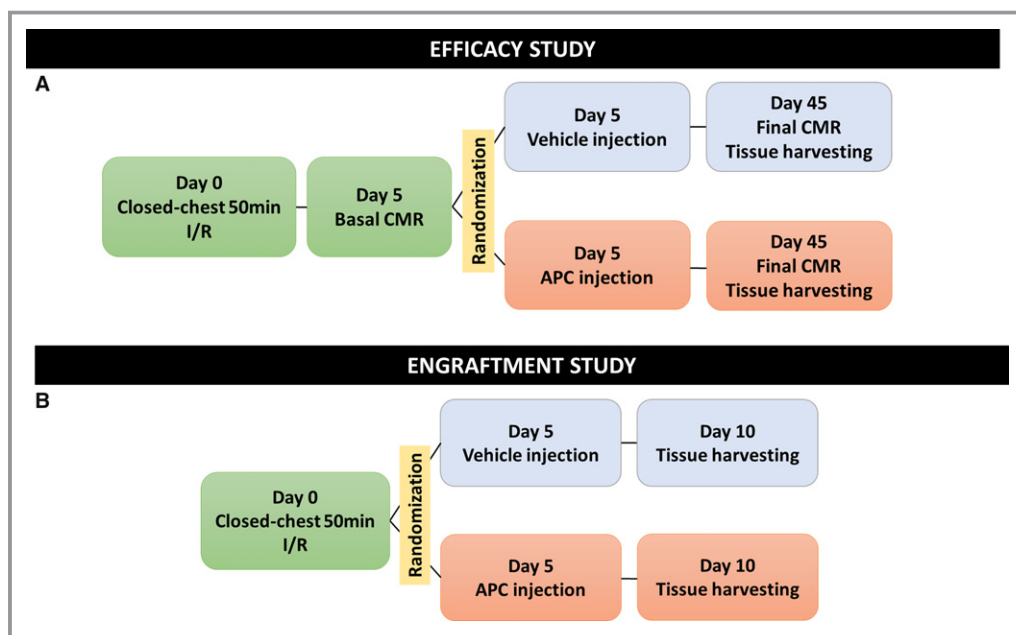 EFFICACY STUDY
A
Day 0
Closed-chest 50min
I/R
Day 5
Basal CMR
Randomization
Day 5
Vehicle injection
Day 45
Final CMR
Tissue harvesting
Day 5
APC injection
Day 45
Final CMR
Tissue harvesting
ENGRAFTMENT STUDY
B
Day 0
Closed-chest 50min
I/R
Randomization
Day 5
Vehicle injection
Day 10
Tissue harvesting
Day 5
APC injection
Day 10
Tissue harvesting